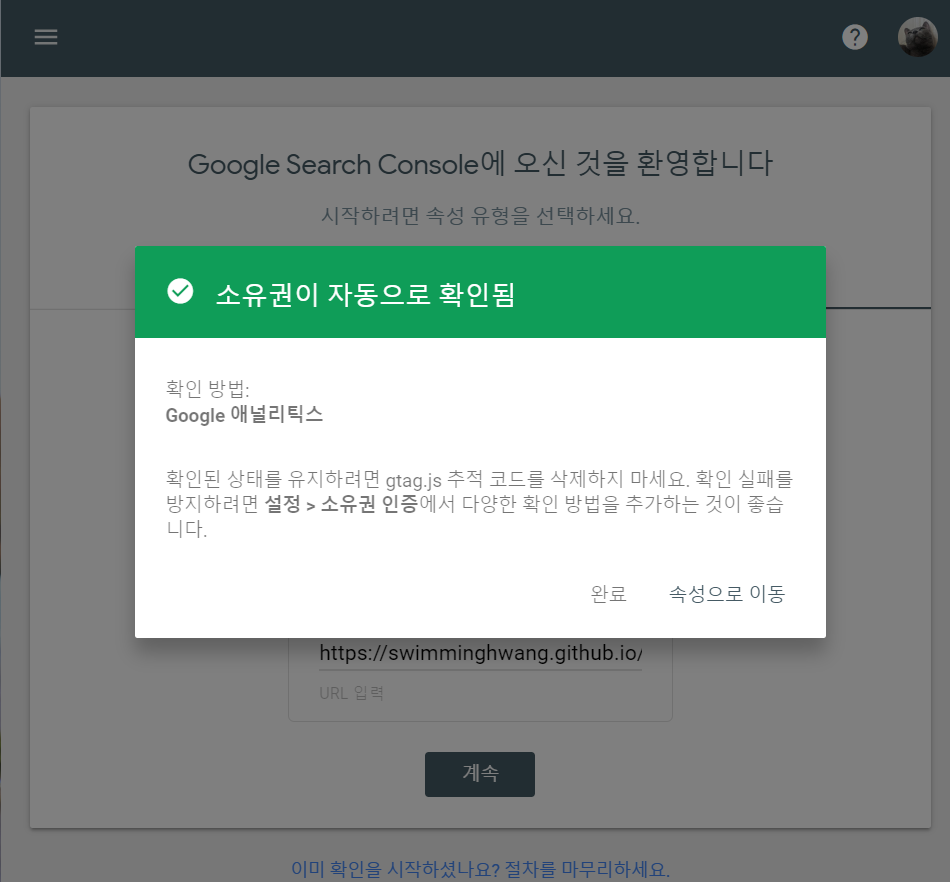 Google Search Console에 오신 것을 환영합니다
시작하려면 속성 유형을 선택하세요.
소유권이 자동으로 확인됨
확인 방법:
Google 애널리틱스
확인된 상태를 유지하려면 gtag.js 추적 코드를 삭제하지 마세요. 확인 실패를
방지하려면 설정 > 소유권 인증에서 다양한 확인 방법을 추가하는 것이 좋습
니다.
완료 속성으로 이동
https://swimminghwang.github.io/
URL 입력
계속
이미 확인을 시작하셨나요? 절차를 마무리하세요.